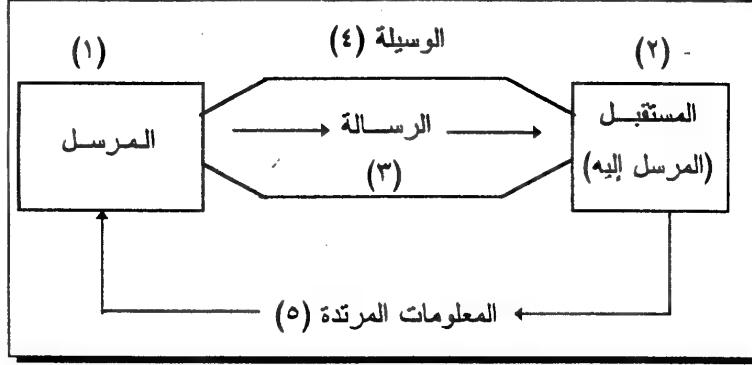 (١)
الوسيلة (٤)
(٢)
المرسل
الرسالة
(٣)
المستقبل
(المرسل إليه)
المعلومات المرتدة (٥)